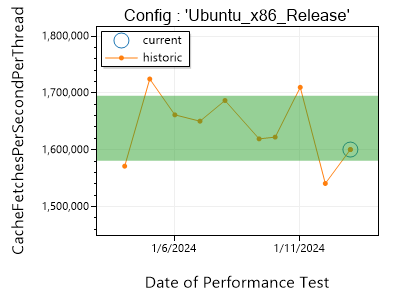 Config : 'Ubuntu_x86_Release'
CacheFetchesPerSecondPerThread
1,800,000
1,700,000
1,600,000
1,500,000
current
historic
1/6/2024
1/11/2024
Date of Performance Test